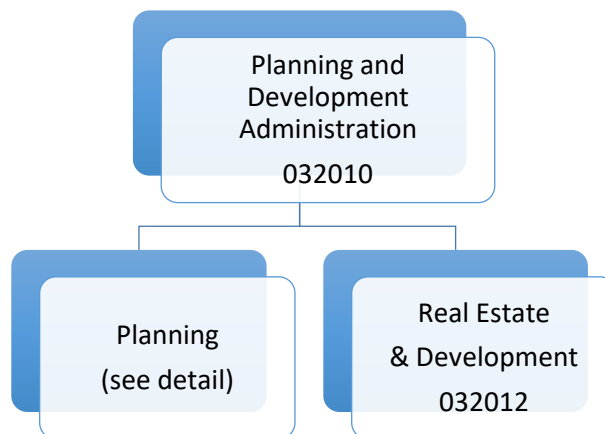 Planning and
Development
Administration
032010
Planning
(see detail)
Real Estate
& Development
032012